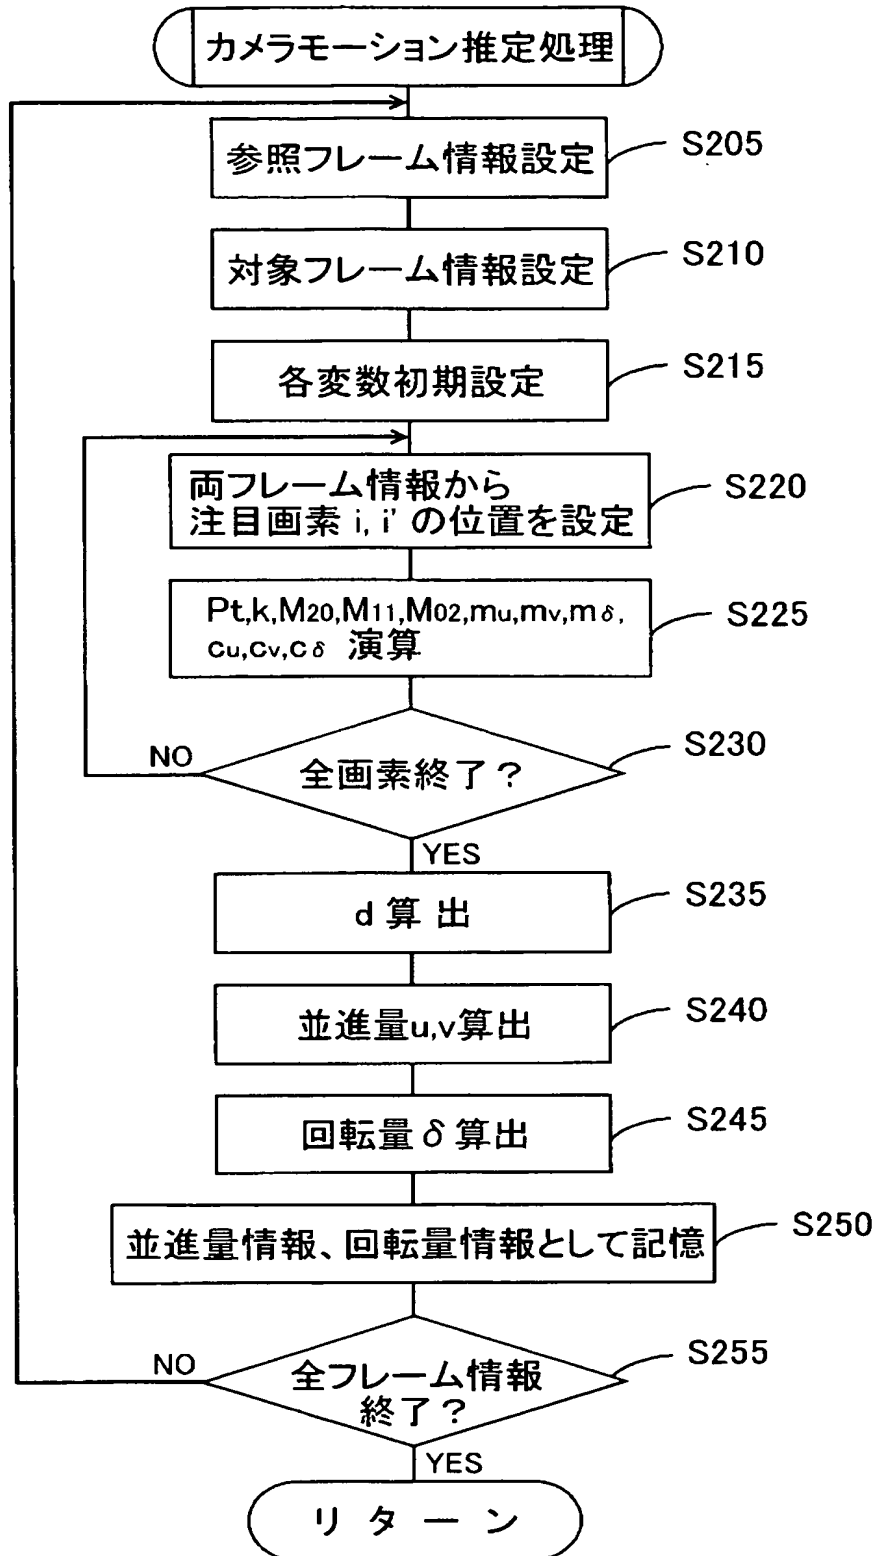 カメラモーション推定処理
参照フレーム情報設定
S205
対象フレーム情報設定
S210
各変数初期設定
S215
両フレーム情報から
注目画素 i, i' の位置を設定
S220
Pt,k,M20,M11,M02,mu,mv,mδ,
cu,cv,cδ 演算
S225
全画素終了?
S230
NO
YES
d 算 出
S235
並進量u,v算出
S240
回転量δ算出
S245
並進量情報、回転量情報として記憶
S250
全フレーム情報
終了?
S255
NO
YES
リ タ ー ン